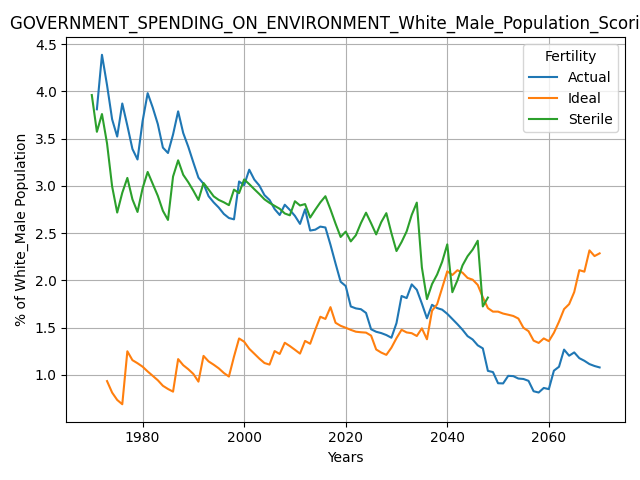 GOVERNMENT_SPENDING_ON_ENVIRONMENT_White_Male_Population_Scori
% of White_Male Population
4.5
4.0
3.5
3.0
2.5
2.0
1.5
1.0
Fertility
Actual
Ideal
Sterile
1980
2000
2020
2040
2060
Years